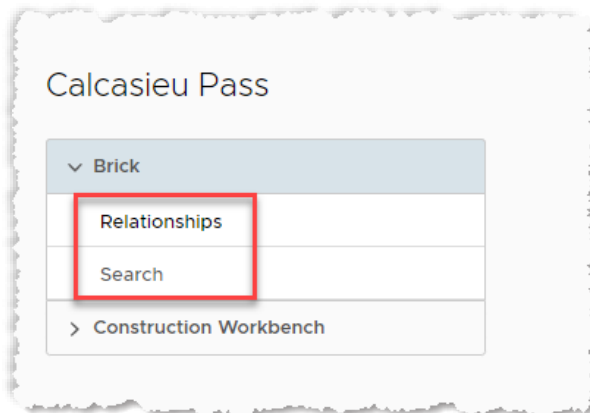 Calcasieu Pass
Brick
Relationships
Search
Construction Workbench